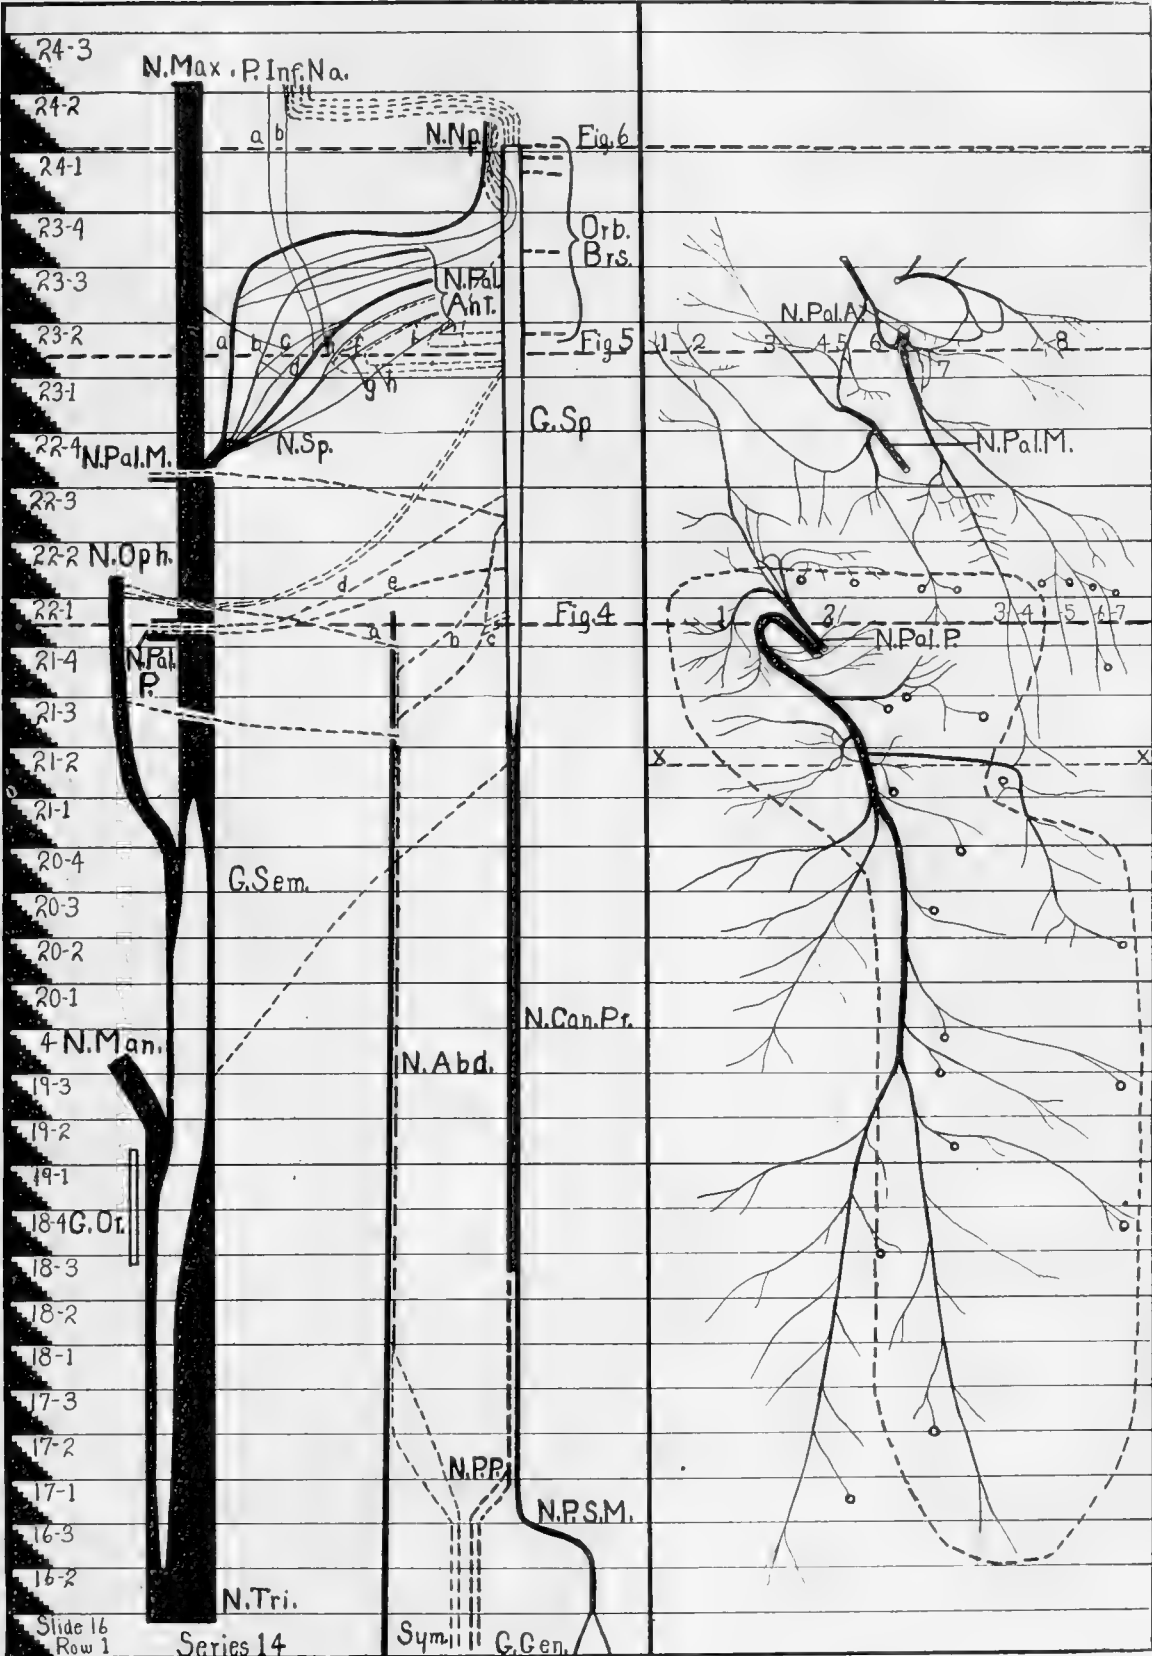 24-3
N.Max. P.Inf.Na.
24-2
a b
N.Np.
Fig.6
24-1
23-4
Orb.
Brs.
23-3
N.Pal.
Ant.
N.Pal.A.
23-2
a b c d f g h
Fig.5
1 2 3 4 5 6 7 8
23-1
G.Sp
22-4
N.Pal.M.
N.Sp.
N.Pal.M.
22-3
22-2
N.Oph.
d e
22-1
a b c
Fig.4
1 2 3 4 5 6-7
21-4
N.Pal.
P.
N.Pal.P.
21-3
21-2
X X
21-1
20-4
G.Sem.
20-3
20-2
20-1
N.Can.Pt.
4
N.Man.
N.Abd.
19-3
19-2
19-1
18-4
G.Ot.
18-3
18-2
18-1
17-3
17-2
N.P.P.
17-1
N.P.S.M.
16-3
16-2
N.Tri.
Slide 16
Row 1
Series 14
Sym.
G.Gen.